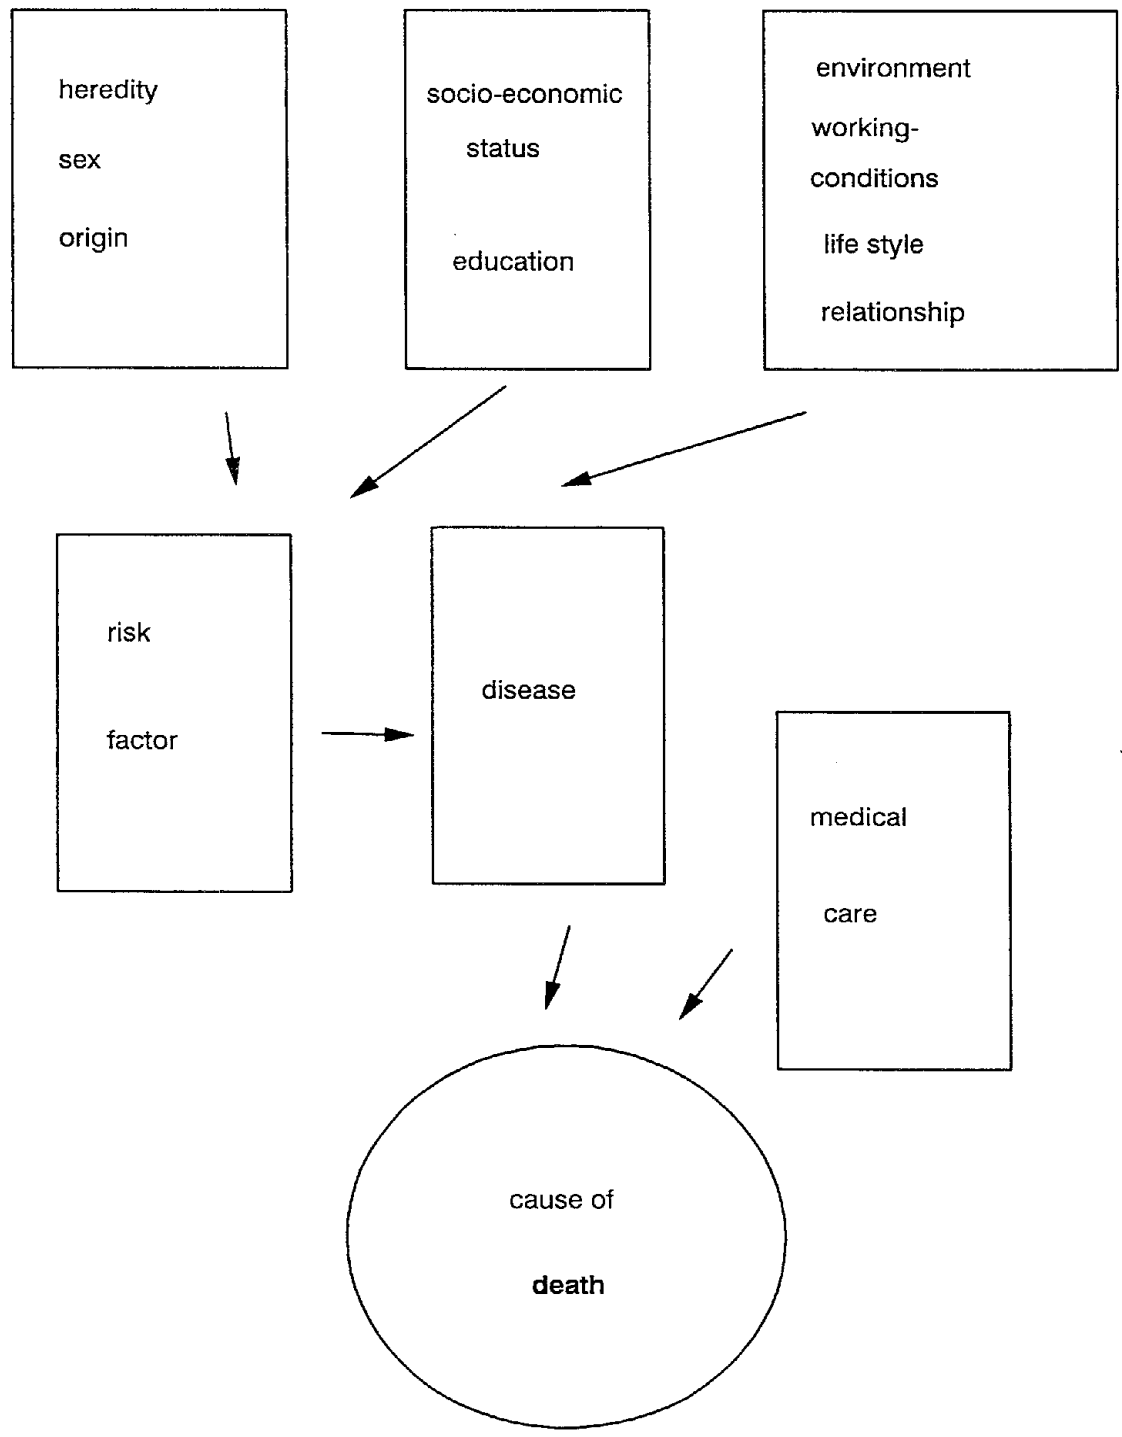 heredity
sex
origin
socio-economic
status
education
environment
working-
conditions
life style
relationship
risk
factor
disease
medical
care
cause of
death